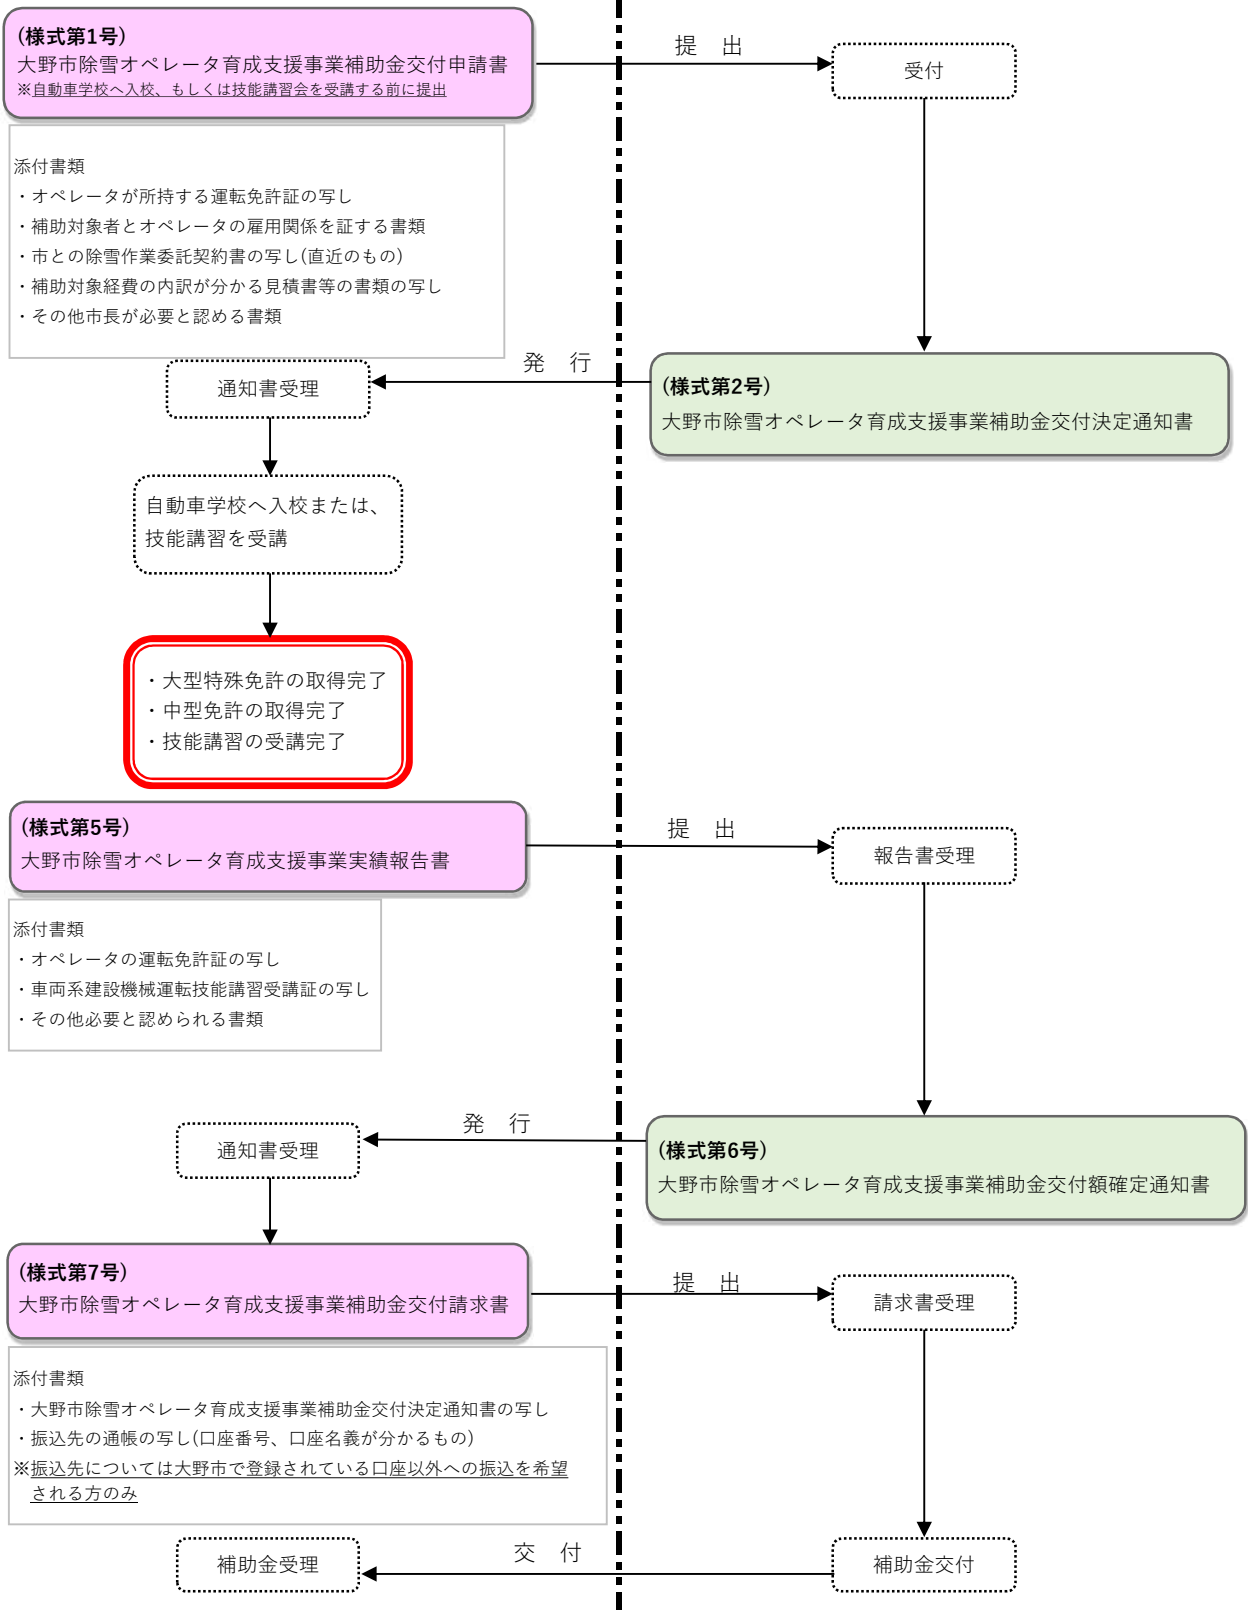 (様式第1号)
大野市除雪オペレータ育成支援事業補助金交付申請書
※自動車学校へ入校、もしくは技能講習会を受講する前に提出
提　出
受付
添付書類
・オペレータが所持する運転免許証の写し
・補助対象者とオペレータの雇用関係を証する書類
・市との除雪作業委託契約書の写し(直近のもの)
・補助対象経費の内訳が分かる見積書等の書類の写し
・その他市長が必要と認める書類
発　行
(様式第2号)
大野市除雪オペレータ育成支援事業補助金交付決定通知書
通知書受理
自動車学校へ入校または、
技能講習を受講
・大型特殊免許の取得完了
・中型免許の取得完了
・技能講習の受講完了
(様式第5号)
大野市除雪オペレータ育成支援事業実績報告書
提　出
報告書受理
添付書類
・オペレータの運転免許証の写し
・車両系建設機械運転技能講習受講証の写し
・その他必要と認められる書類
発　行
(様式第6号)
大野市除雪オペレータ育成支援事業補助金交付額確定通知書
通知書受理
(様式第7号)
大野市除雪オペレータ育成支援事業補助金交付請求書
提　出
請求書受理
添付書類
・大野市除雪オペレータ育成支援事業補助金交付決定通知書の写し
・振込先の通帳の写し(口座番号、口座名義が分かるもの)
※振込先については大野市で登録されている口座以外への振込を希望
されている方のみ
補助金受理
交　付
補助金交付